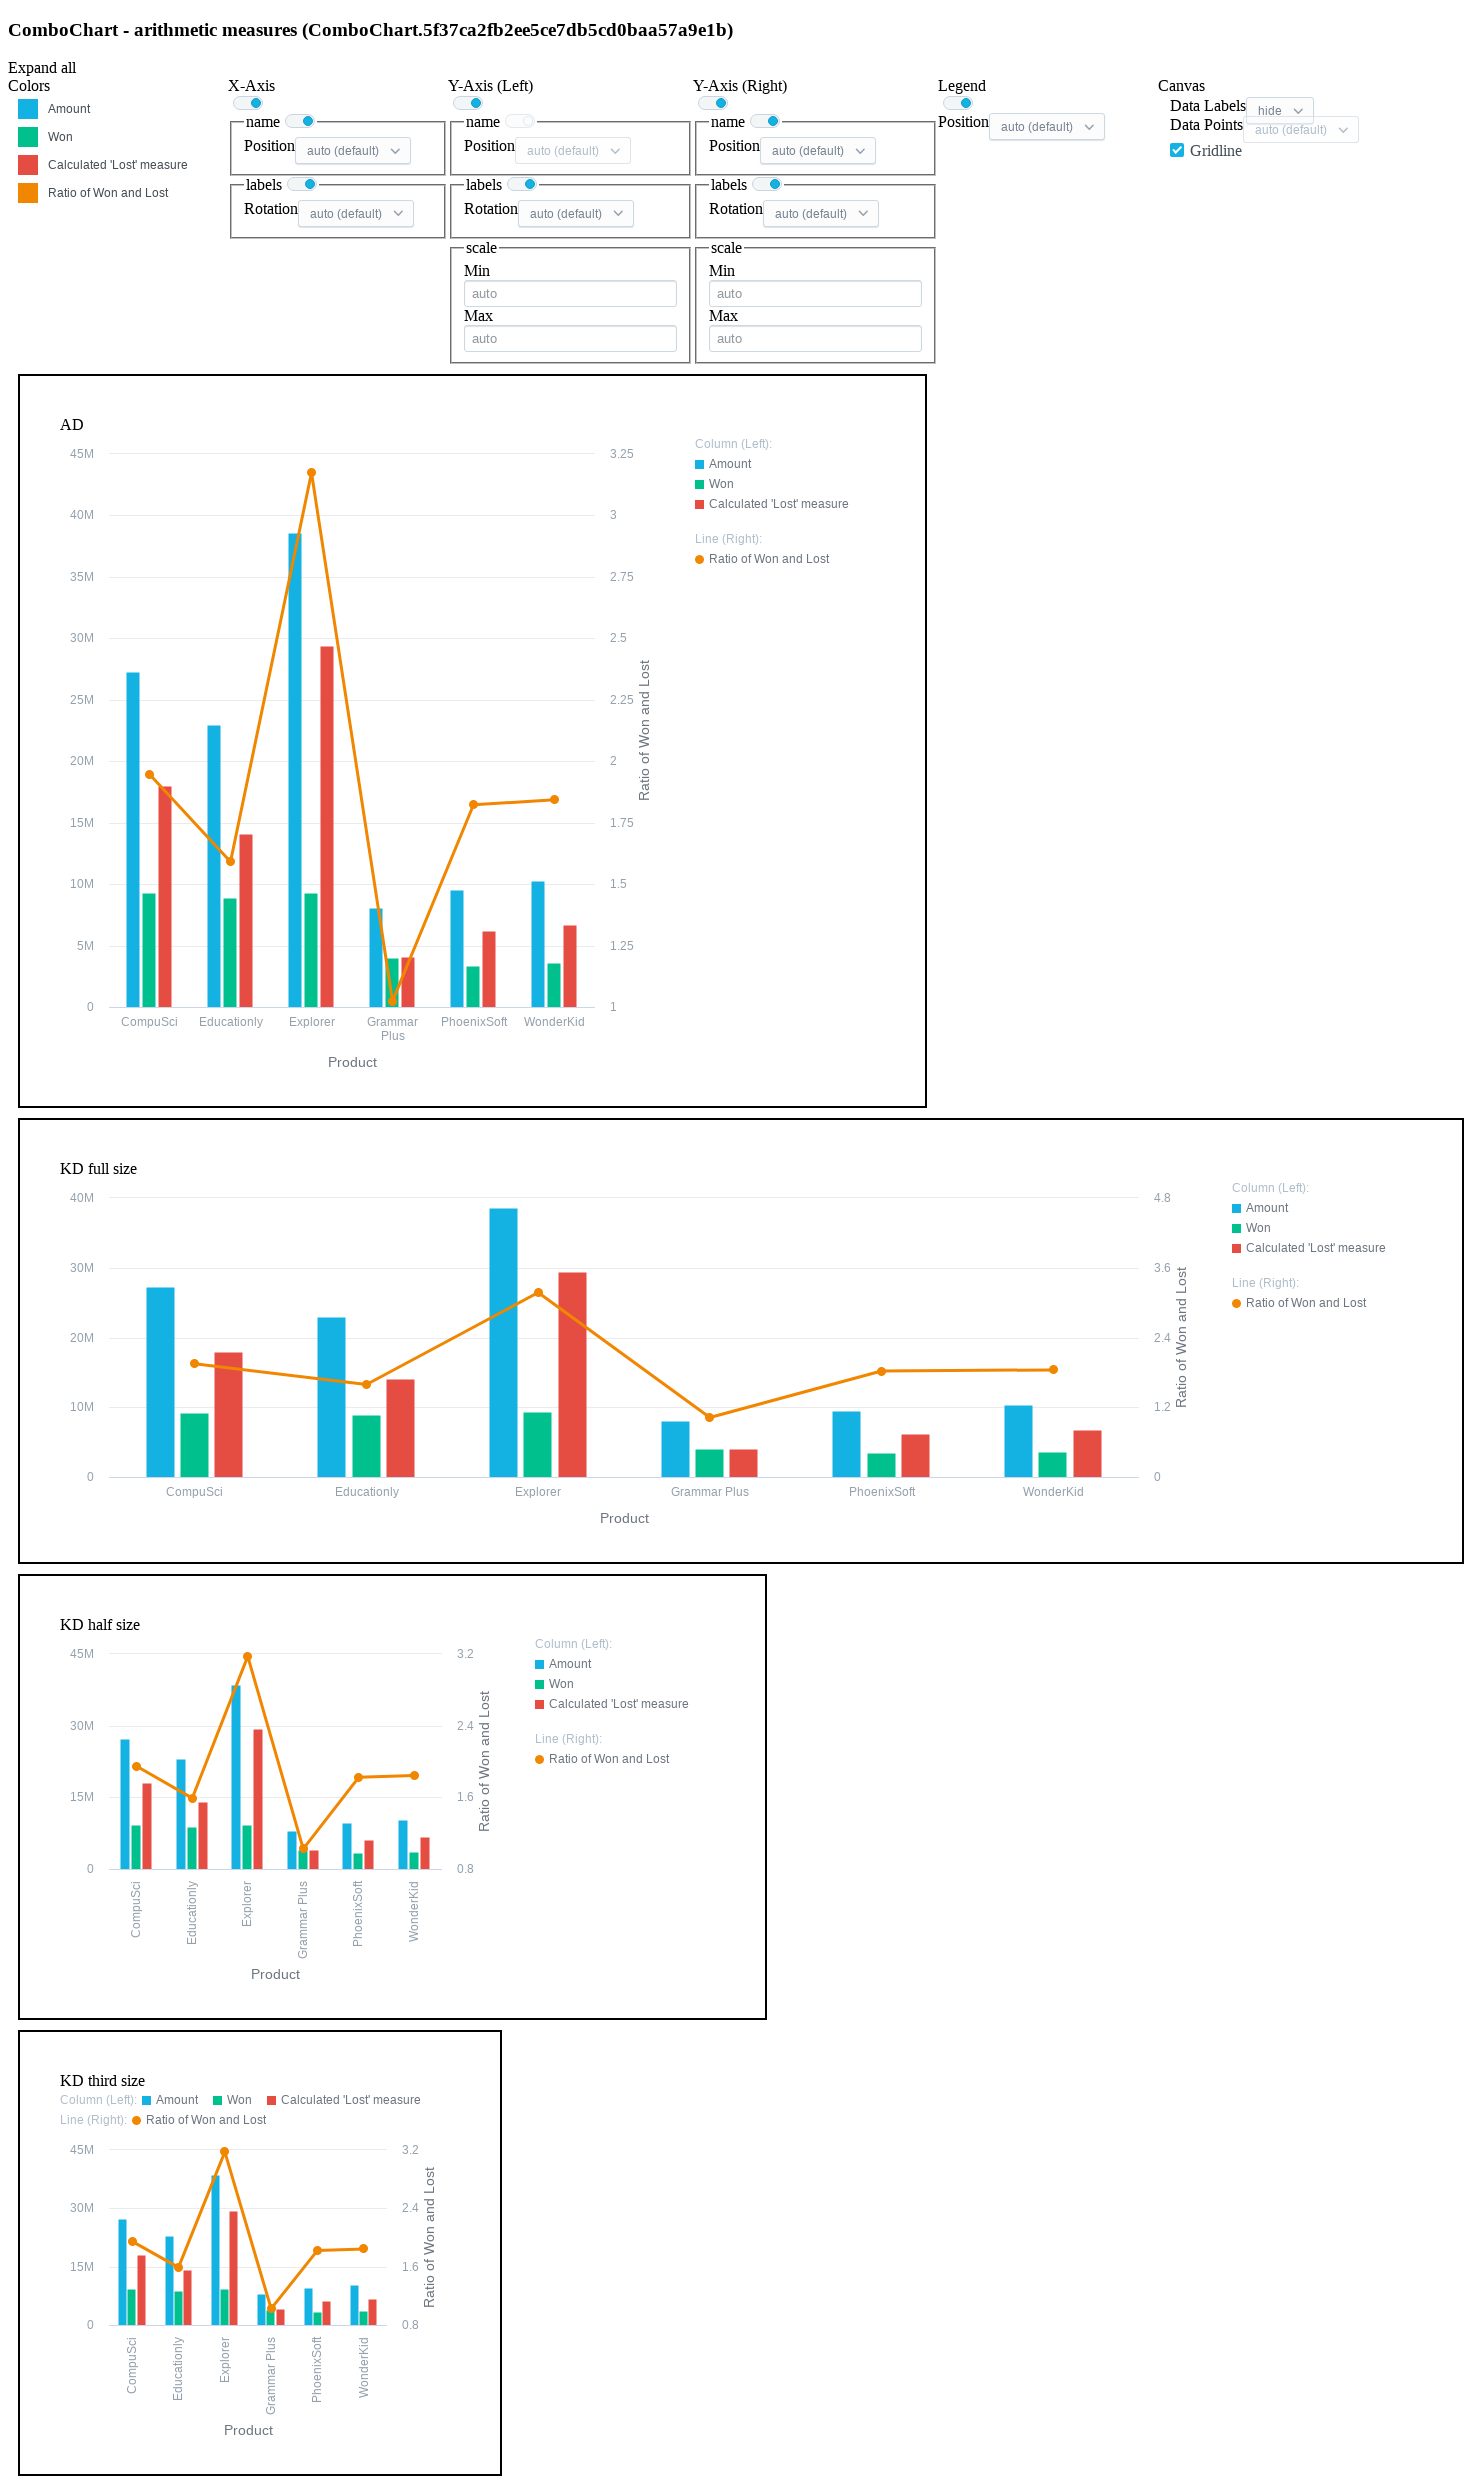 ComboChart - arithmetic measures (ComboChart.5f37ca2fb2ee5ce7db5cd0baa57a9e1b)
Expand all
Colors
Amount
Won
Calculated 'Lost' measure
Ratio of Won and Lost
X-Axis
name
Position auto (default)
labels
Rotation auto (default)
Y-Axis (Left)
name
Position auto (default)
labels
Rotation auto (default)
scale
Min
auto
Max
auto
Y-Axis (Right)
name
Position auto (default)
labels
Rotation auto (default)
scale
Min
auto
Max
auto
Legend
Position auto (default)
Canvas
Data Labels hide
Data Points auto (default)
Gridline
AD
45M
40M
35M
30M
25M
20M
15M
10M
5M
0
3.25
3
2.75
2.5
2.25
2
1.75
1.5
1.25
1
Ratio of Won and Lost
CompuSci
Educationly
Explorer
Grammar
Plus
PhoenixSoft
WonderKid
Product
Column (Left):
Amount
Won
Calculated 'Lost' measure
Line (Right):
Ratio of Won and Lost
KD full size
40M
30M
20M
10M
0
4.8
3.6
2.4
1.2
0
Ratio of Won and Lost
CompuSci
Educationly
Explorer
Grammar Plus
PhoenixSoft
WonderKid
Product
Column (Left):
Amount
Won
Calculated 'Lost' measure
Line (Right):
Ratio of Won and Lost
KD half size
45M
30M
15M
0
3.2
2.4
1.6
0.8
Ratio of Won and Lost
CompuSci
Educationly
Explorer
Grammar Plus
PhoenixSoft
WonderKid
Product
Column (Left):
Amount
Won
Calculated 'Lost' measure
Line (Right):
Ratio of Won and Lost
KD third size
Column (Left): Amount Won Calculated 'Lost' measure
Line (Right): Ratio of Won and Lost
45M
30M
15M
0
3.2
2.4
1.6
0.8
Ratio of Won and Lost
CompuSci
Educationly
Explorer
Grammar Plus
PhoenixSoft
WonderKid
Product